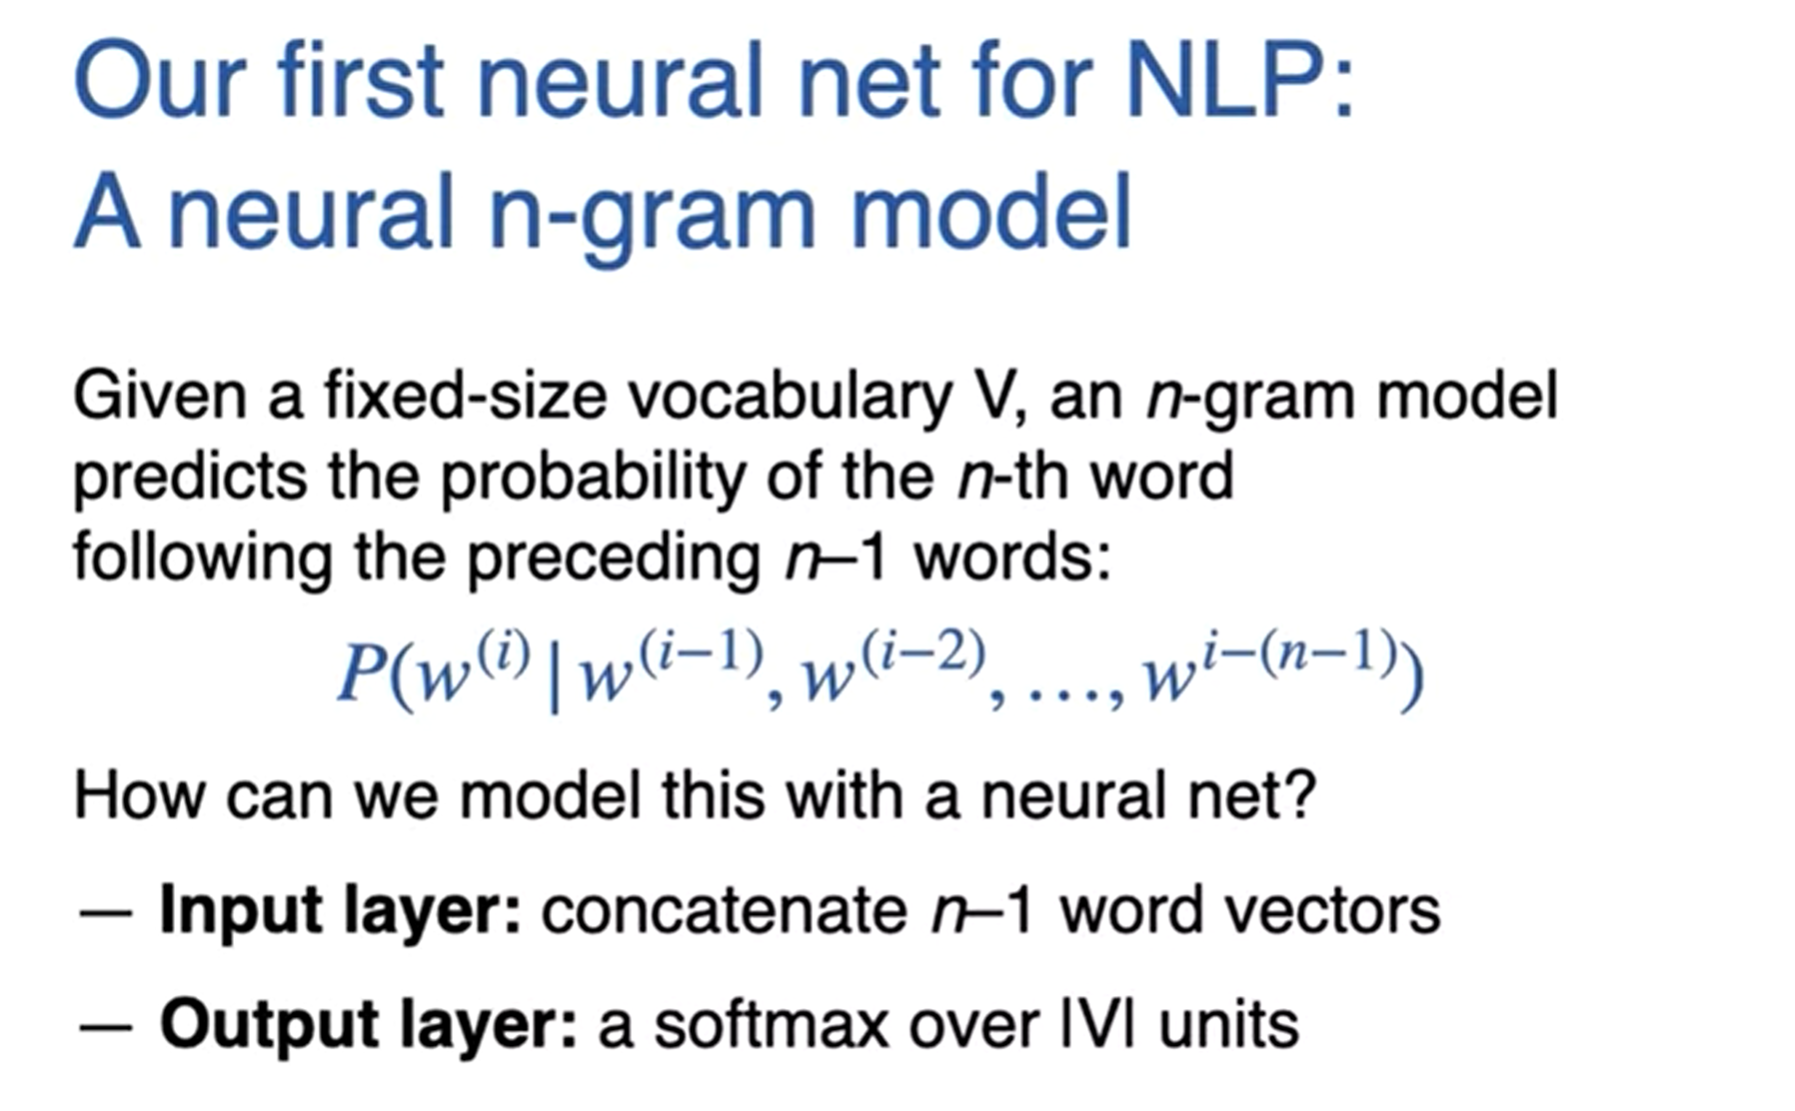 Our first neural net for NLP:
A neural n-gram model
Given a fixed-size vocabulary V, an n-gram model
predicts the probability of the n-th word
following the preceding n–1 words:
P(w⁽ⁱ⁾ | w⁽ⁱ⁻¹⁾, w⁽ⁱ⁻²⁾, …, wⁱ⁻⁽ⁿ⁻¹⁾)
How can we model this with a neural net?
— Input layer: concatenate n–1 word vectors
— Output layer: a softmax over |V| units